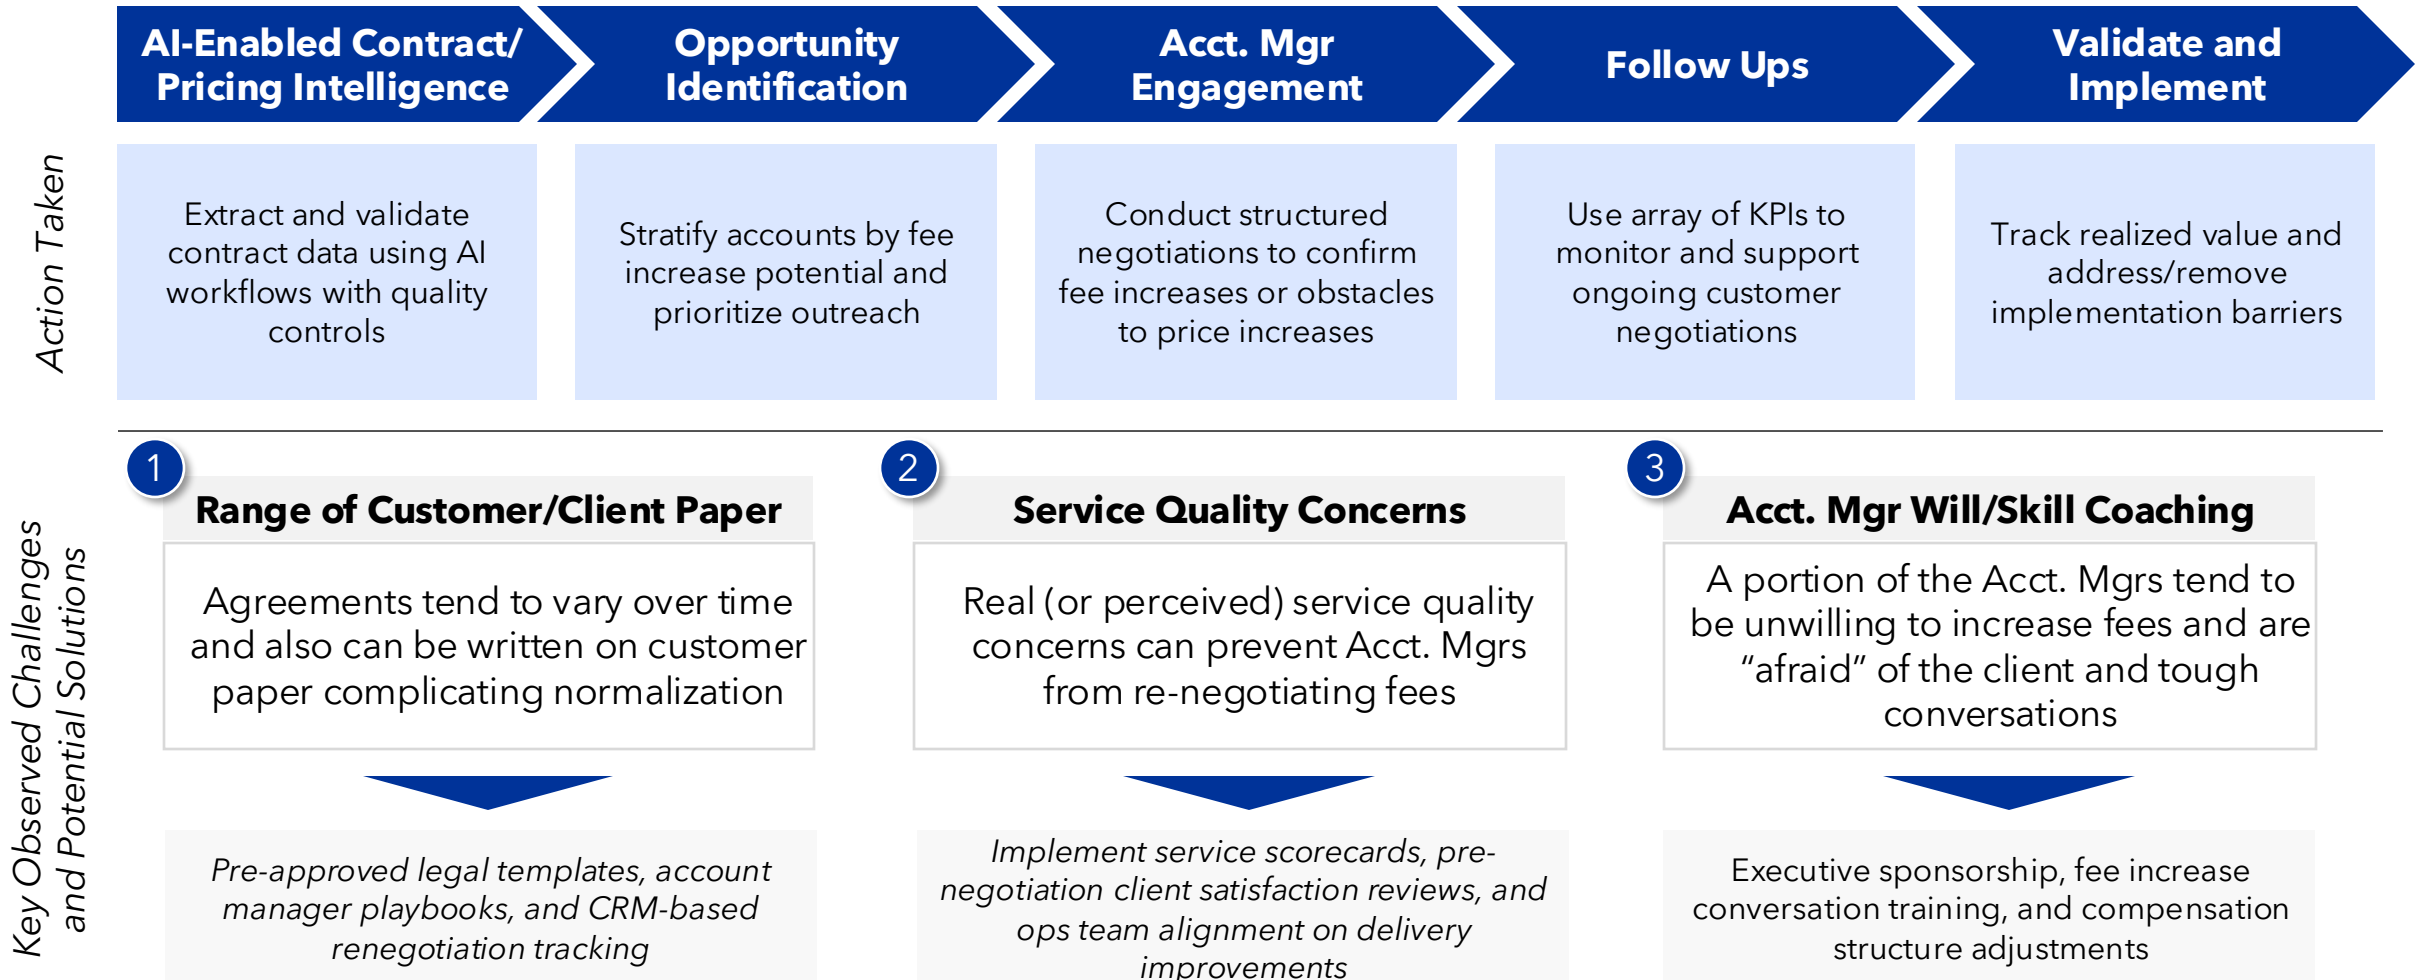 AI-Enabled Contract/
Pricing Intelligence
Opportunity
Identification
Acct. Mgr
Engagement
Follow Ups
Validate and
Implement
Action Taken
Extract and validate
contract data using AI
workflows with quality
controls
Stratify accounts by fee
increase potential and
prioritize outreach
Conduct structured
negotiations to confirm
fee increases or obstacles
to price increases
Use array of KPIs to
monitor and support
ongoing customer
negotiations
Track realized value and
address/remove
implementation barriers
Key Observed Challenges
and Potential Solutions
1
Range of Customer/Client Paper
Agreements tend to vary over time
and also can be written on customer
paper complicating normalization
Pre-approved legal templates, account
manager playbooks, and CRM-based
renegotiation tracking
2
Service Quality Concerns
Real (or perceived) service quality
concerns can prevent Acct. Mgrs
from re-negotiating fees
Implement service scorecards, pre-
negotiation client satisfaction reviews, and
ops team alignment on delivery
improvements
3
Acct. Mgr Will/Skill Coaching
A portion of the Acct. Mgrs tend to
be unwilling to increase fees and are
“afraid” of the client and tough
conversations
Executive sponsorship, fee increase
conversation training, and compensation
structure adjustments